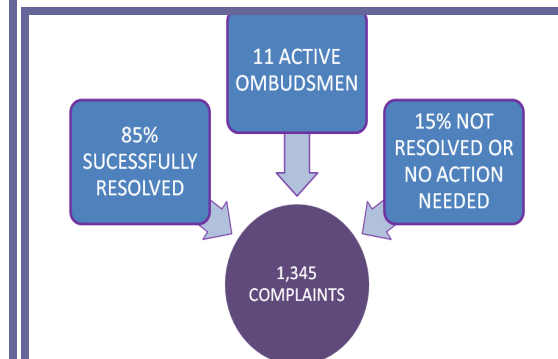 11 ACTIVE
OMBUDSMEN
85%
SUCESSFULLY
RESOLVED
15% NOT
RESOLVED OR
NO ACTION
NEEDED
1,345
COMPLAINTS